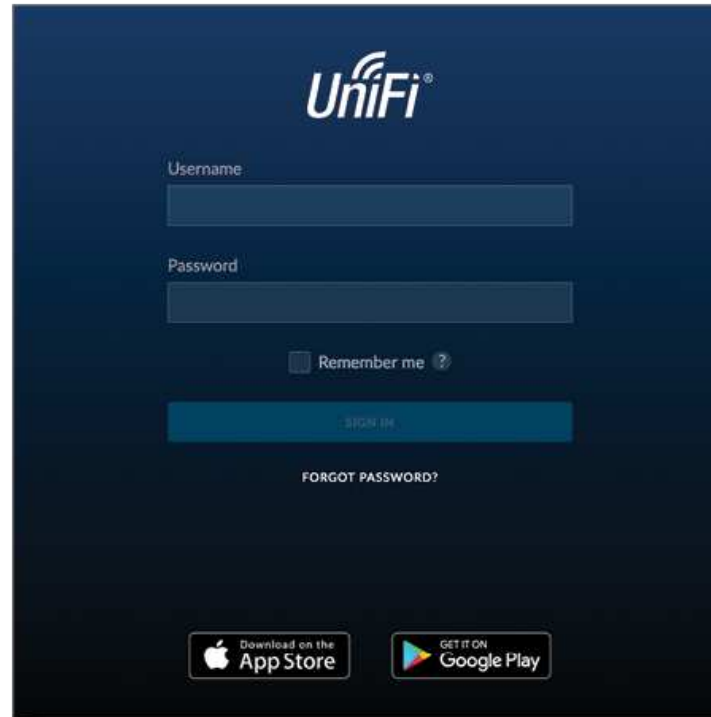 UniFi®
Username
Password
Remember me ?
SIGN IN
FORGOT PASSWORD?
Download on the
App Store
GET IT ON
Google Play